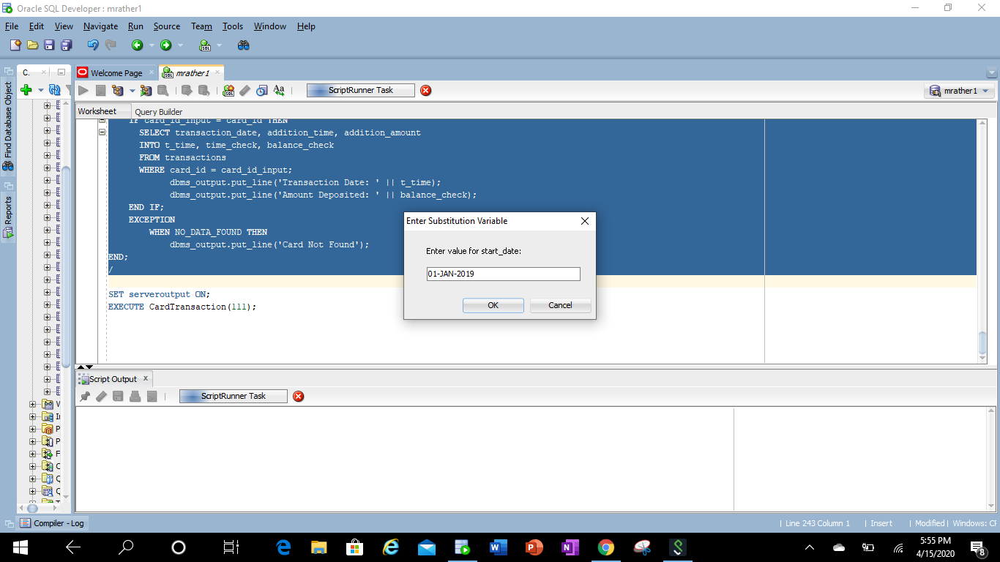 Oracle SQL Developer : mrather1
File Edit View Navigate Run Source Team Tools Window Help
C.
Welcome Page
mrather1
ScriptRunner Task
mrather1
Find Database Object
Reports
Worksheet
Query Builder
IF card_id_input = card_id THEN
SELECT transaction_date, addition_time, addition_amount
INTO t_time, time_check, balance_check
FROM transactions
WHERE card_id = card_id_input;
dbms_output.put_line('Transaction Date: ' || t_time);
dbms_output.put_line('Amount Deposited: ' || balance_check);
END IF;
EXCEPTION
WHEN NO_DATA_FOUND THEN
dbms_output.put_line('Card Not Found');
END;
/
SET serveroutput ON;
EXECUTE CardTransaction(111);
Enter Substitution Variable
Enter value for start_date:
01-JAN-2019
OK
Cancel
Script Output
ScriptRunner Task
Compiler - Log
Line 243 Column 1
Insert
Modified
Windows:
5:55 PM
4/15/2020
8